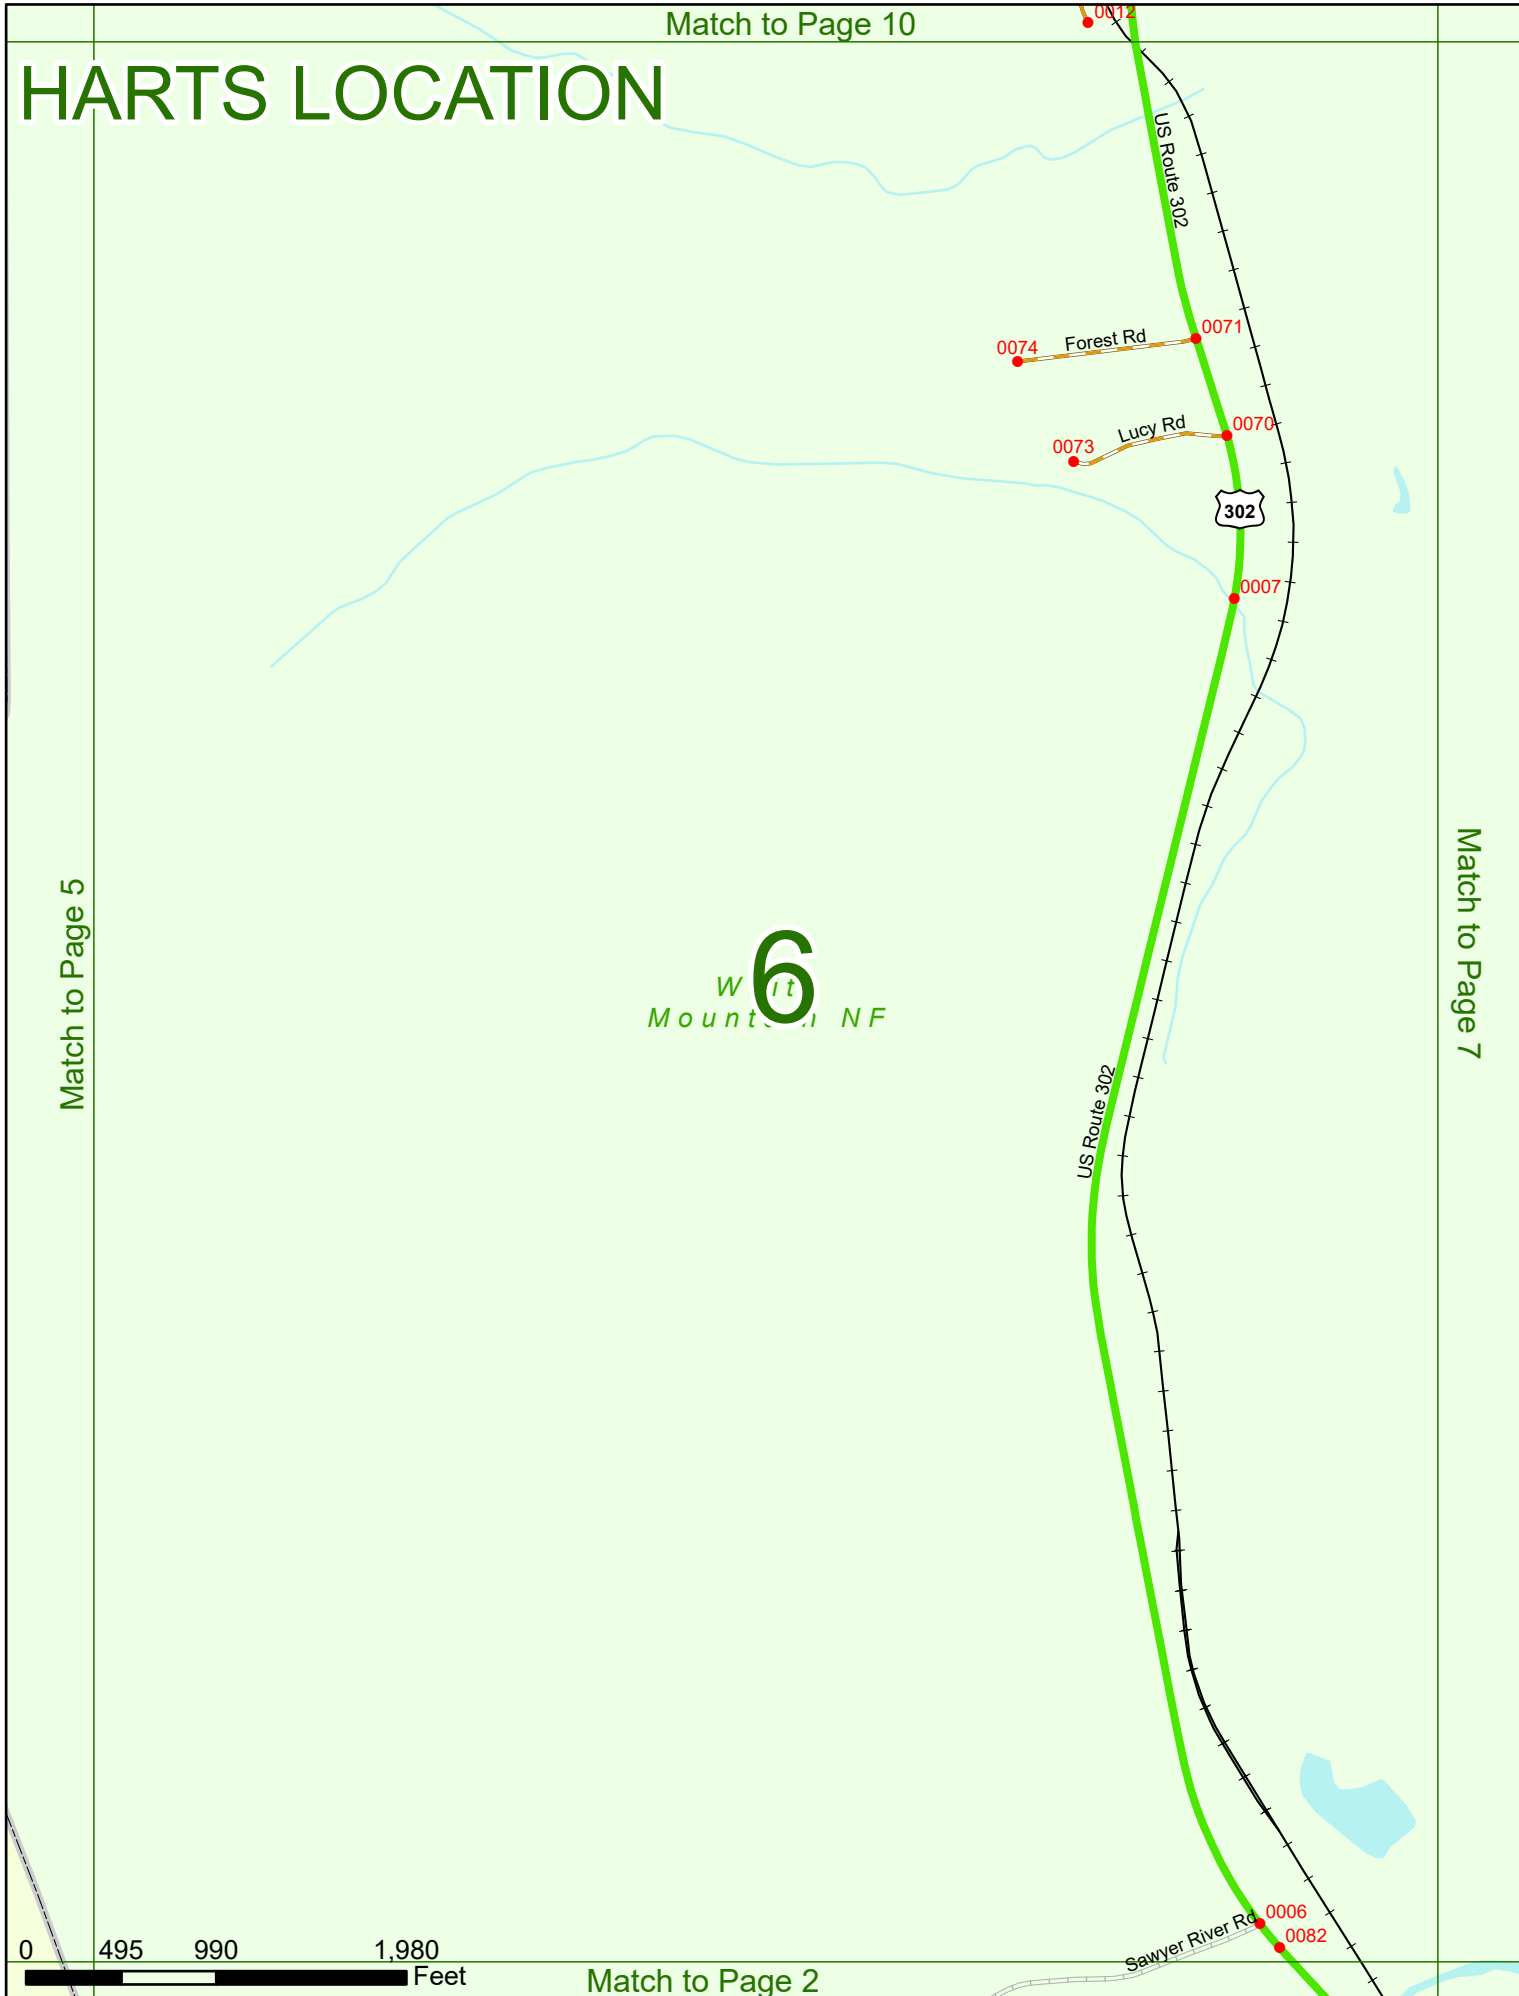 Match to Page 10
0012
HARTS LOCATION
US Route 302
0071
Forest Rd
0074
0070
Lucy Rd
0073
302
0007
Match to Page 5
Match to Page 7
6
NF
US Route 302
0006
Sawyer River Rd
0082
0 495 990 1,980
Feet
Match to Page 2